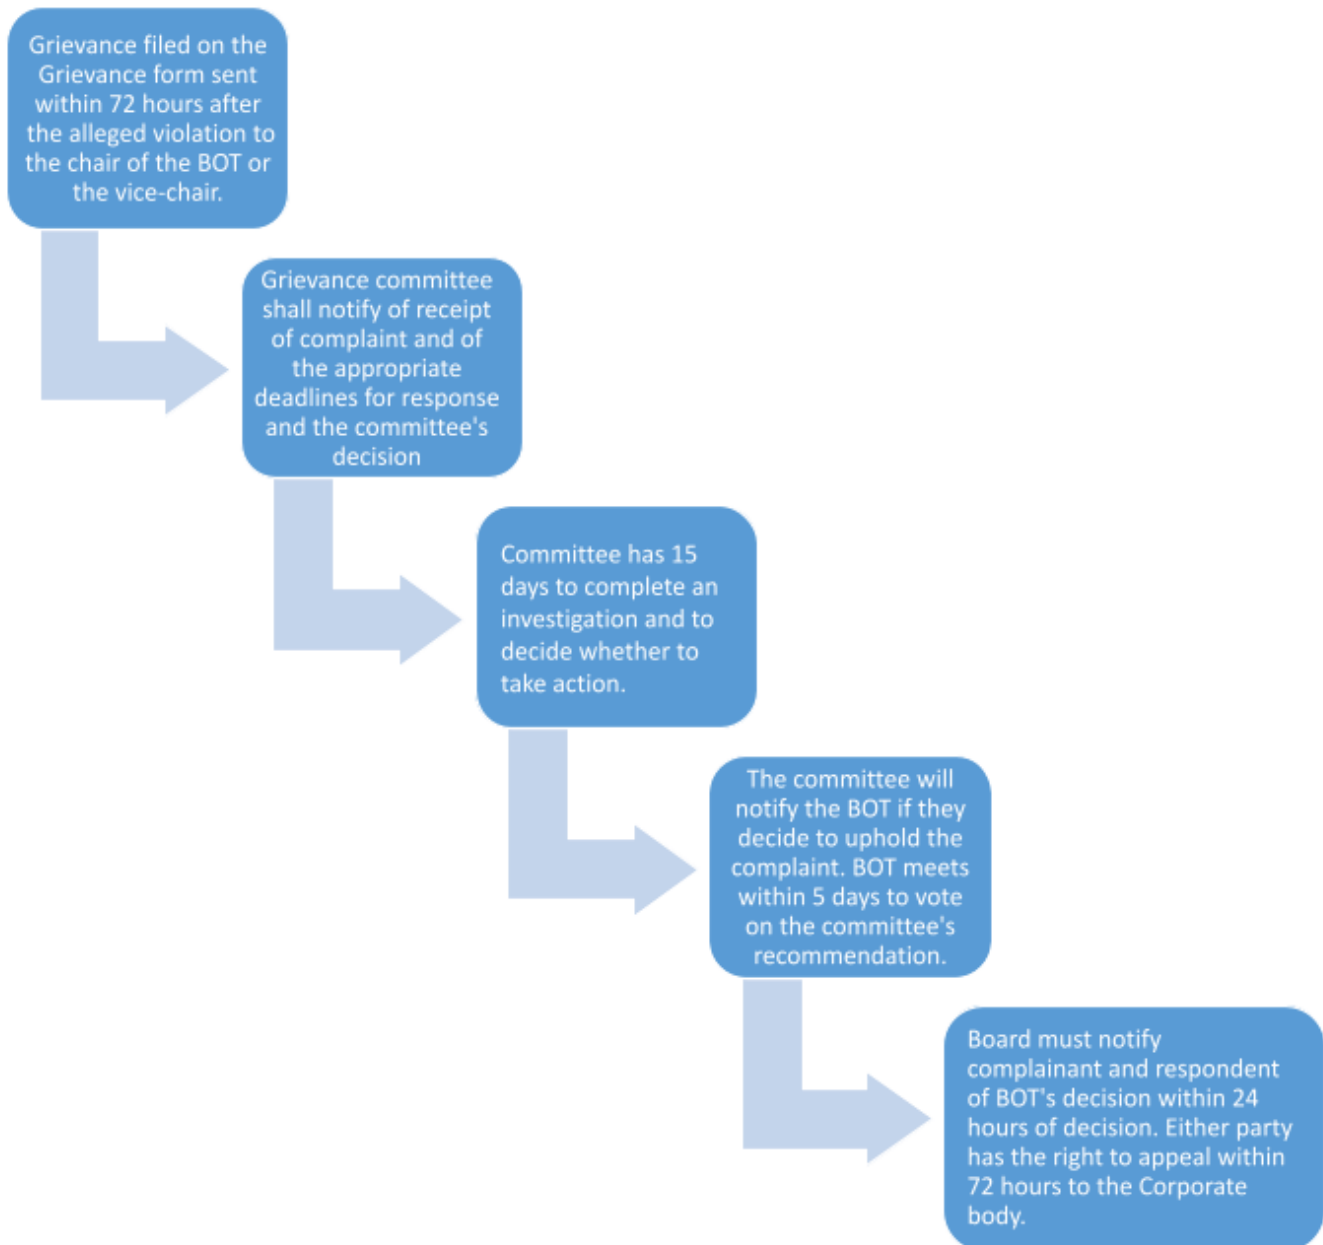 Grievance filed on the
Grievance form sent
within 72 hours after
the alleged violation to
the chair of the BOT or
the vice-chair.
Grievance committee
shall notify of receipt
of complaint and of
the appropriate
deadlines for response
and the committee's
decision
Committee has 15
days to complete an
investigation and to
decide whether to
take action.
The committee will
notify the BOT if they
decide to uphold the
complaint. BOT meets
within 5 days to vote
on the committee's
recommendation.
Board must notify
complainant and respondent
of BOT's decision within 24
hours of decision. Either party
has the right to appeal within
72 hours to the Corporate
body.